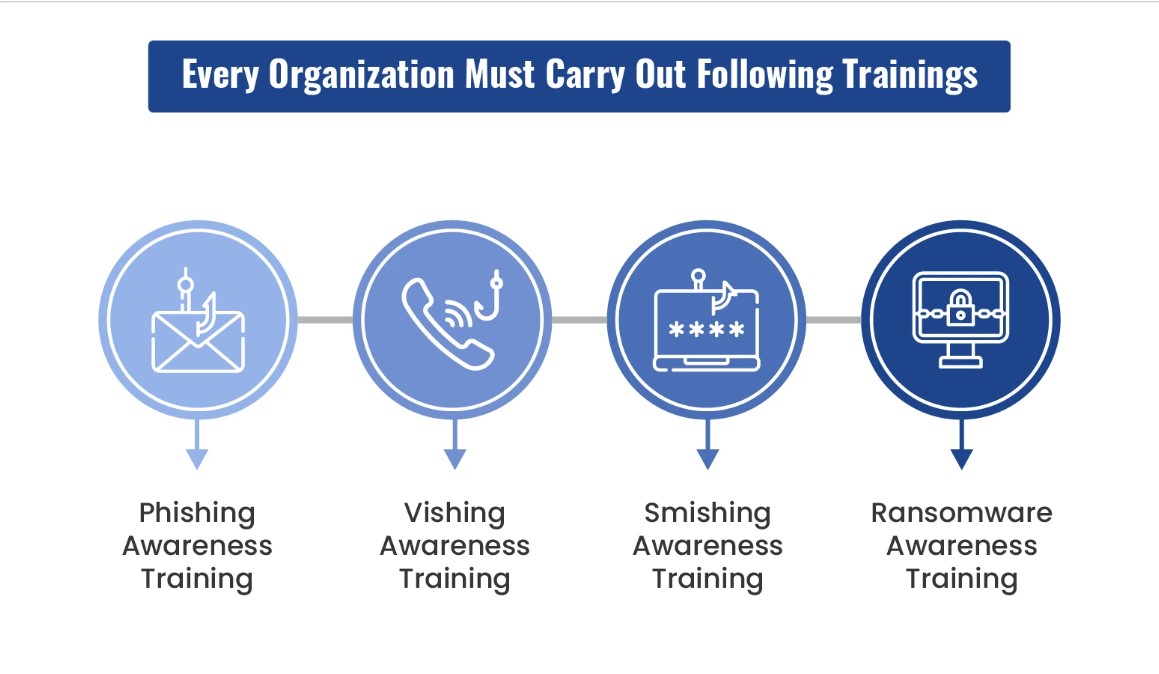 Every Organization Must Carry Out Following Trainings
****
Phishing
Awareness
Training
Vishing
Awareness
Training
Smishing
Awareness
Training
Ransomware
Awareness
Training